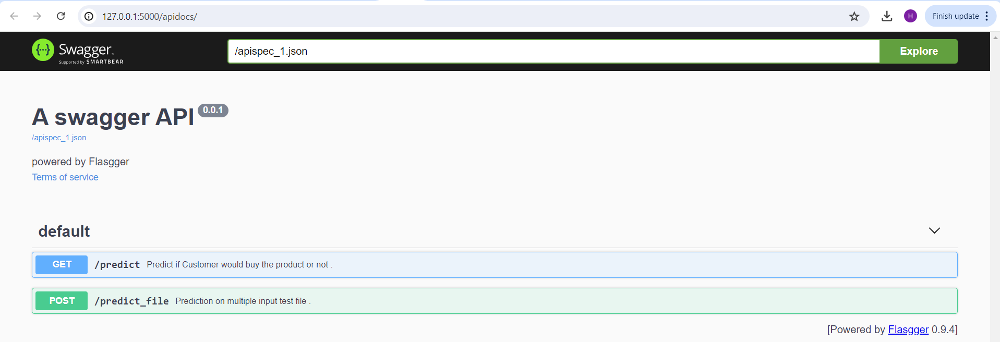 127.0.0.1:5000/apidocs/
H
Finish update
{···} Swagger
Supported by SMARTBEAR
/apispec_1.json
Explore
A swagger API 0.0.1
/apispec_1.json
powered by Flasgger
Terms of service
default
GET /predict Predict if Customer would buy the product or not .
POST /predict_file Prediction on multiple input test file .
[Powered by Flasgger 0.9.4]